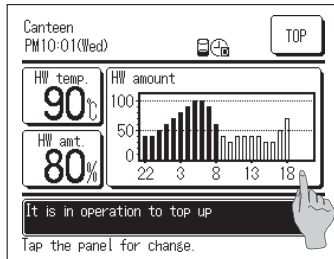 Canteen
PM10:01(Wed)
TOP
HW temp.
90℃
HW amt.
80%
HW amount
100
50
0
22 3 8 13 18
It is in operation to top up
Tap the panel for change.